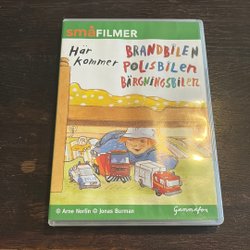 småFILMER
Här kommer
BRANDBILEN
POLISBILEN
BÄRGNINGSBILEN
© Arne Norlin © Jonas Burman
Gammafon